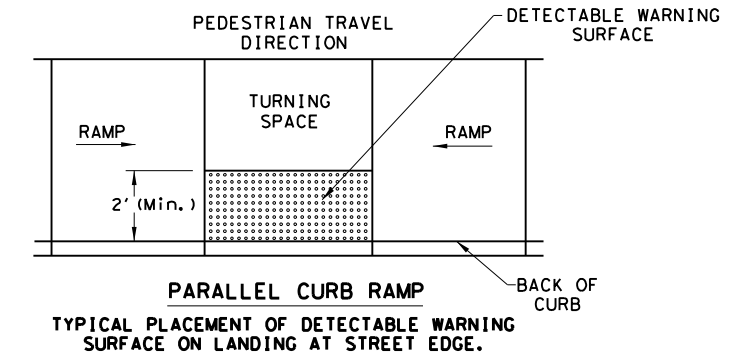 PEDESTRIAN TRAVEL
DIRECTION
DETECTABLE WARNING
SURFACE
TURNING
SPACE
RAMP
RAMP
2' (Min.)
BACK OF
CURB
PARALLEL CURB RAMP
TYPICAL PLACEMENT OF DETECTABLE WARNING
SURFACE ON LANDING AT STREET EDGE.